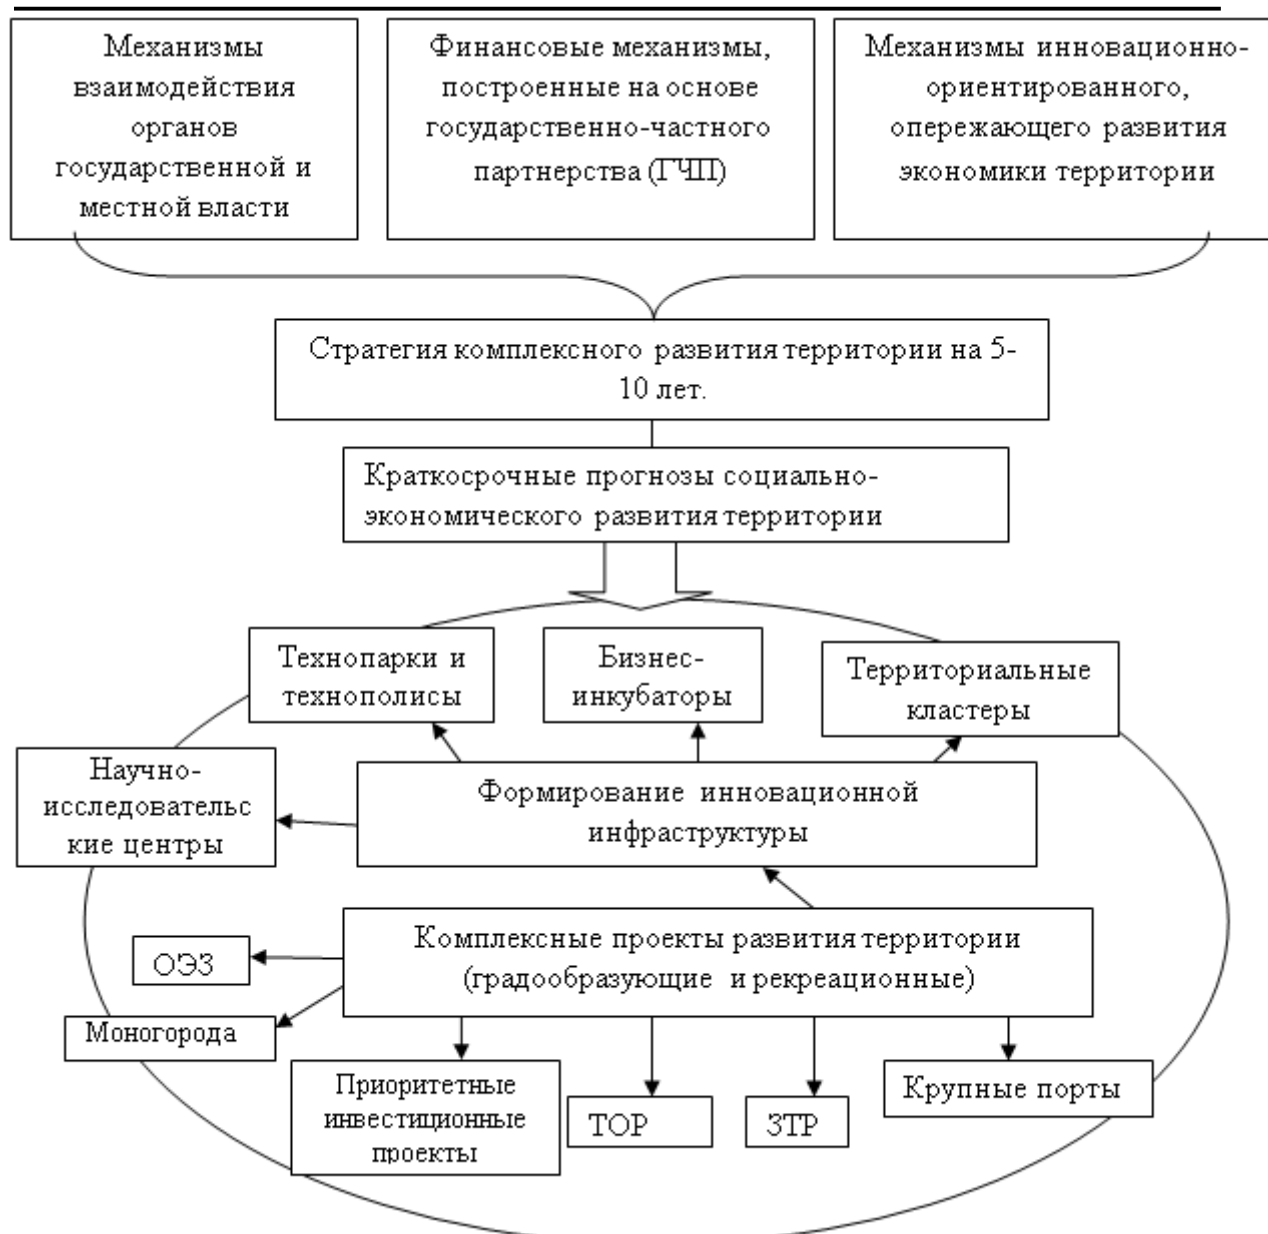 Механизмы
взаимодействия
органов
государственной и
местной власти
Финансовые механизмы,
построенные на основе
государственно-частного
партнерства (ГЧП)
Механизмы инновационно-
ориентированного,
опережающего развития
экономики территории
Стратегия комплексного развития территории на 5-
10 лет.
Краткосрочные прогнозы социально-
экономического развития территории
Технопарки и
технополисы
Бизнес-
инкубаторы
Территориальные
кластеры
Научно-
исследовательс
кие центры
Формирование инновационной
инфраструктуры
Комплексные проекты развития территории
(градообразующие и рекреационные)
ОЭЗ
Моногорода
Приоритетные
инвестиционные
проекты
ТОР
ЗТР
Крупные порты